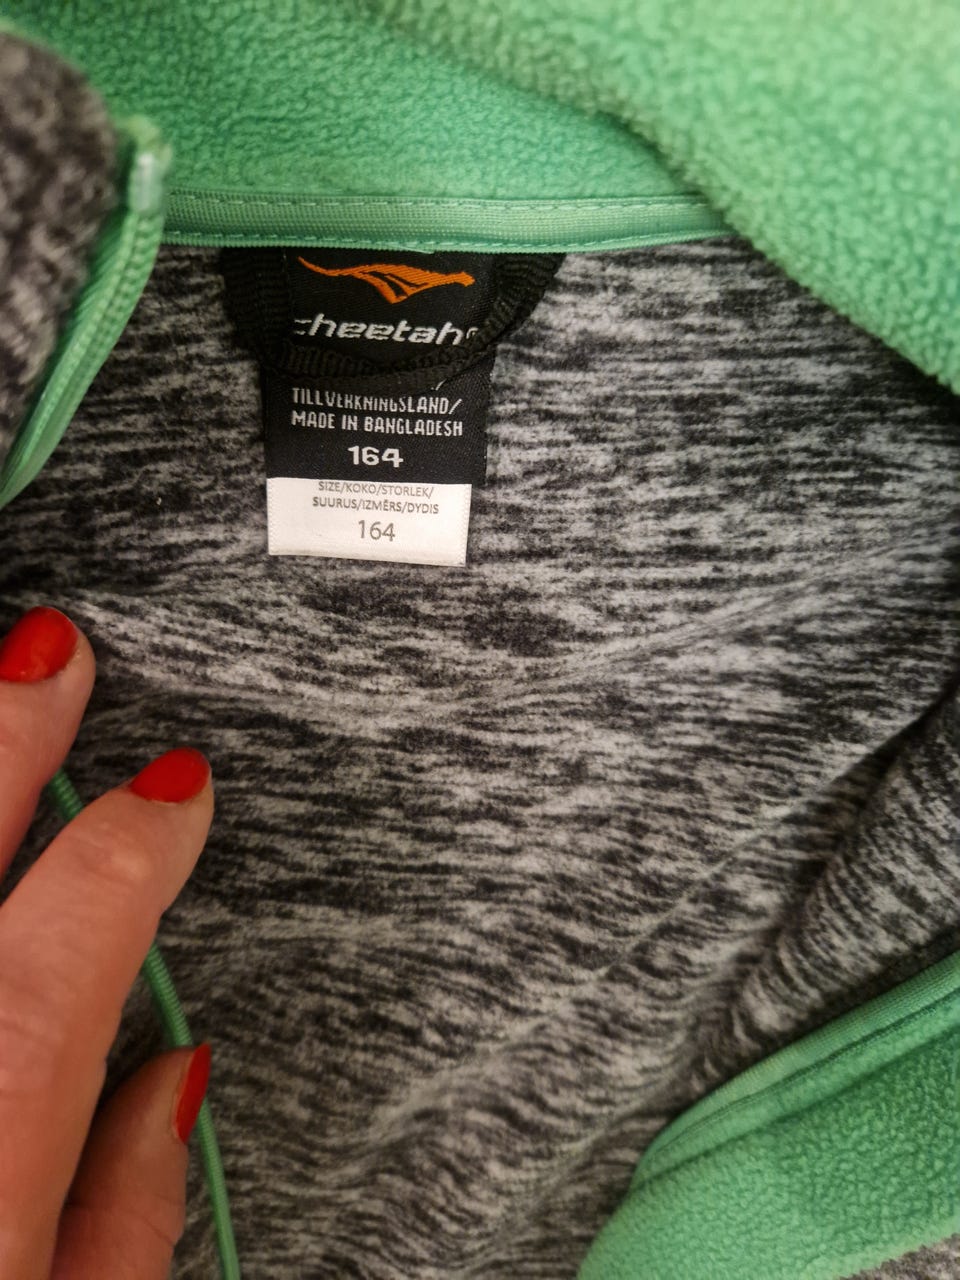 cheetah
TILLVERKNINGSLAND/
MADE IN BANGLADESH
164
SIZE/KOKO/STORLEK/
SUURUS/IZMĒRS/DYDIS
164